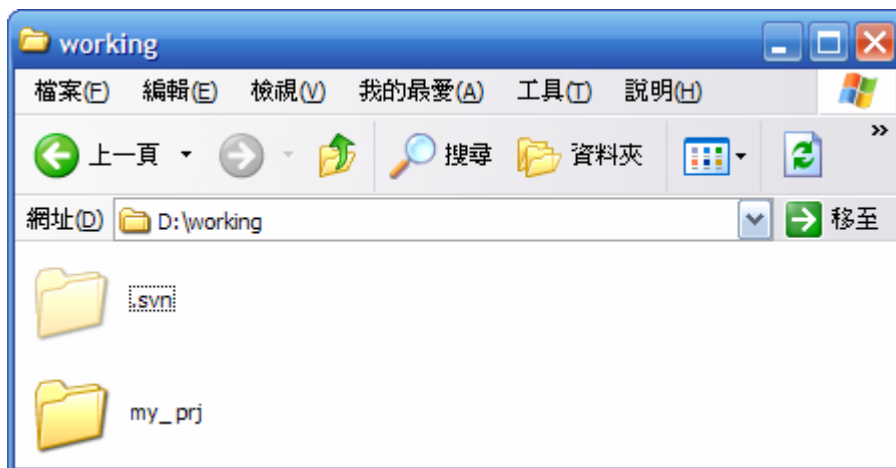 working
檔案(F) 編輯(E) 檢視(V) 我的最愛(A) 工具(T) 說明(H)
上一頁 搜尋 資料夾 »
網址(D) D:\working 移至
.svn
my_prj